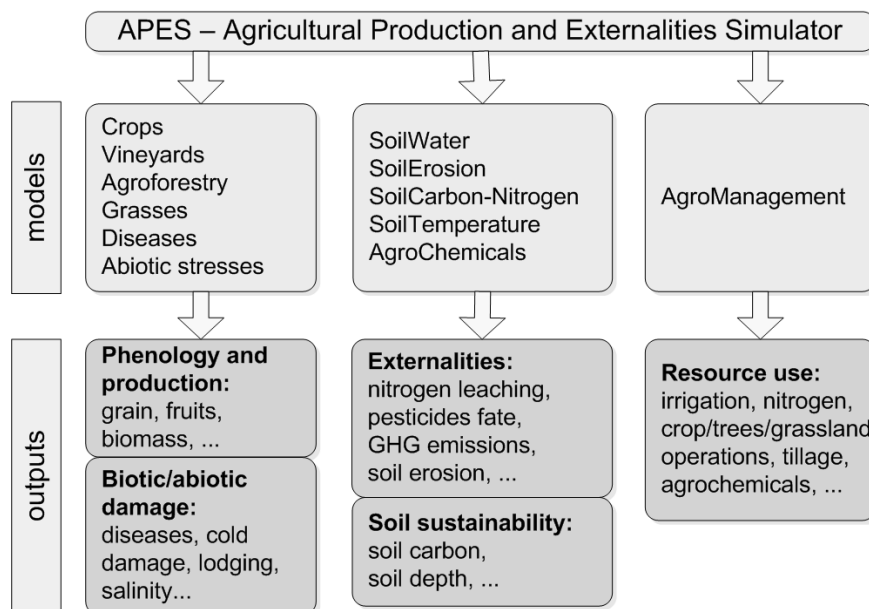 APES – Agricultural Production and Externalities Simulator
models
Crops
Vineyards
Agroforestry
Grasses
Diseases
Abiotic stresses
SoilWater
SoilErosion
SoilCarbon-Nitrogen
SoilTemperature
AgroChemicals
AgroManagement
outputs
Phenology and
production:
grain, fruits,
biomass, ...
Biotic/abiotic
damage:
diseases, cold
damage, lodging,
salinity...
Externalities:
nitrogen leaching,
pesticides fate,
GHG emissions,
soil erosion, ...
Soil sustainability:
soil carbon,
soil depth, ...
Resource use:
irrigation, nitrogen,
crop/trees/grassland
operations, tillage,
agrochemicals, ...